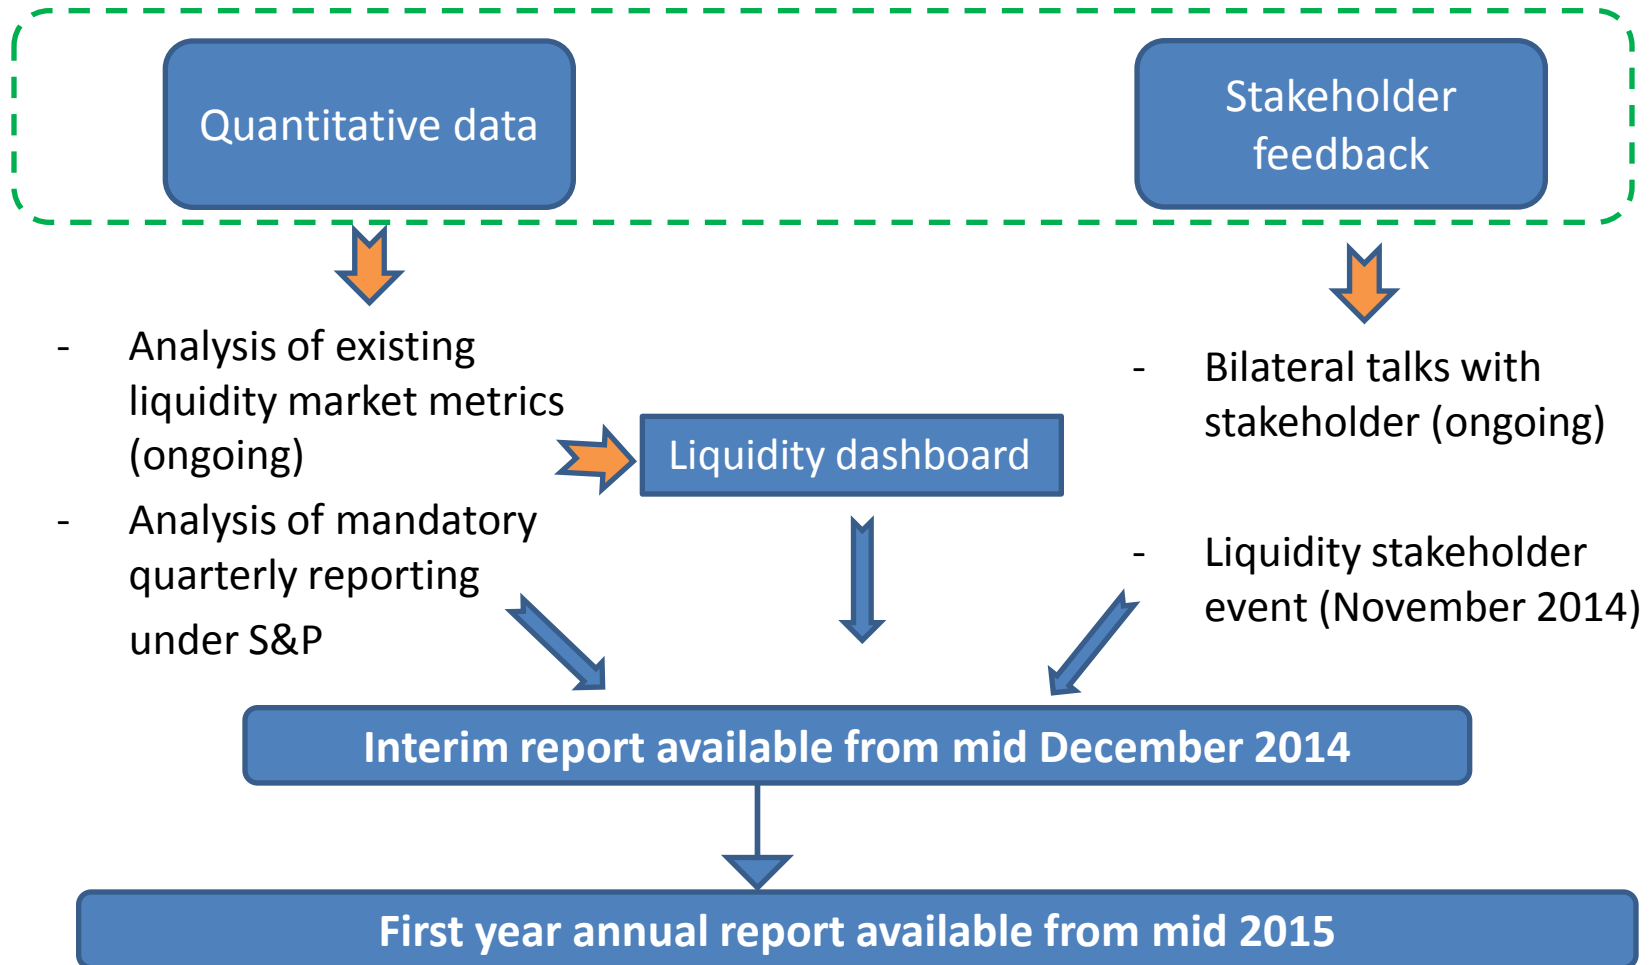 Quantitative data
Stakeholder
feedback
- Analysis of existing
liquidity market metrics
(ongoing)
- Analysis of mandatory
quarterly reporting
under S&P
Liquidity dashboard
- Bilateral talks with
stakeholder (ongoing)
- Liquidity stakeholder
event (November 2014)
Interim report available from mid December 2014
First year annual report available from mid 2015